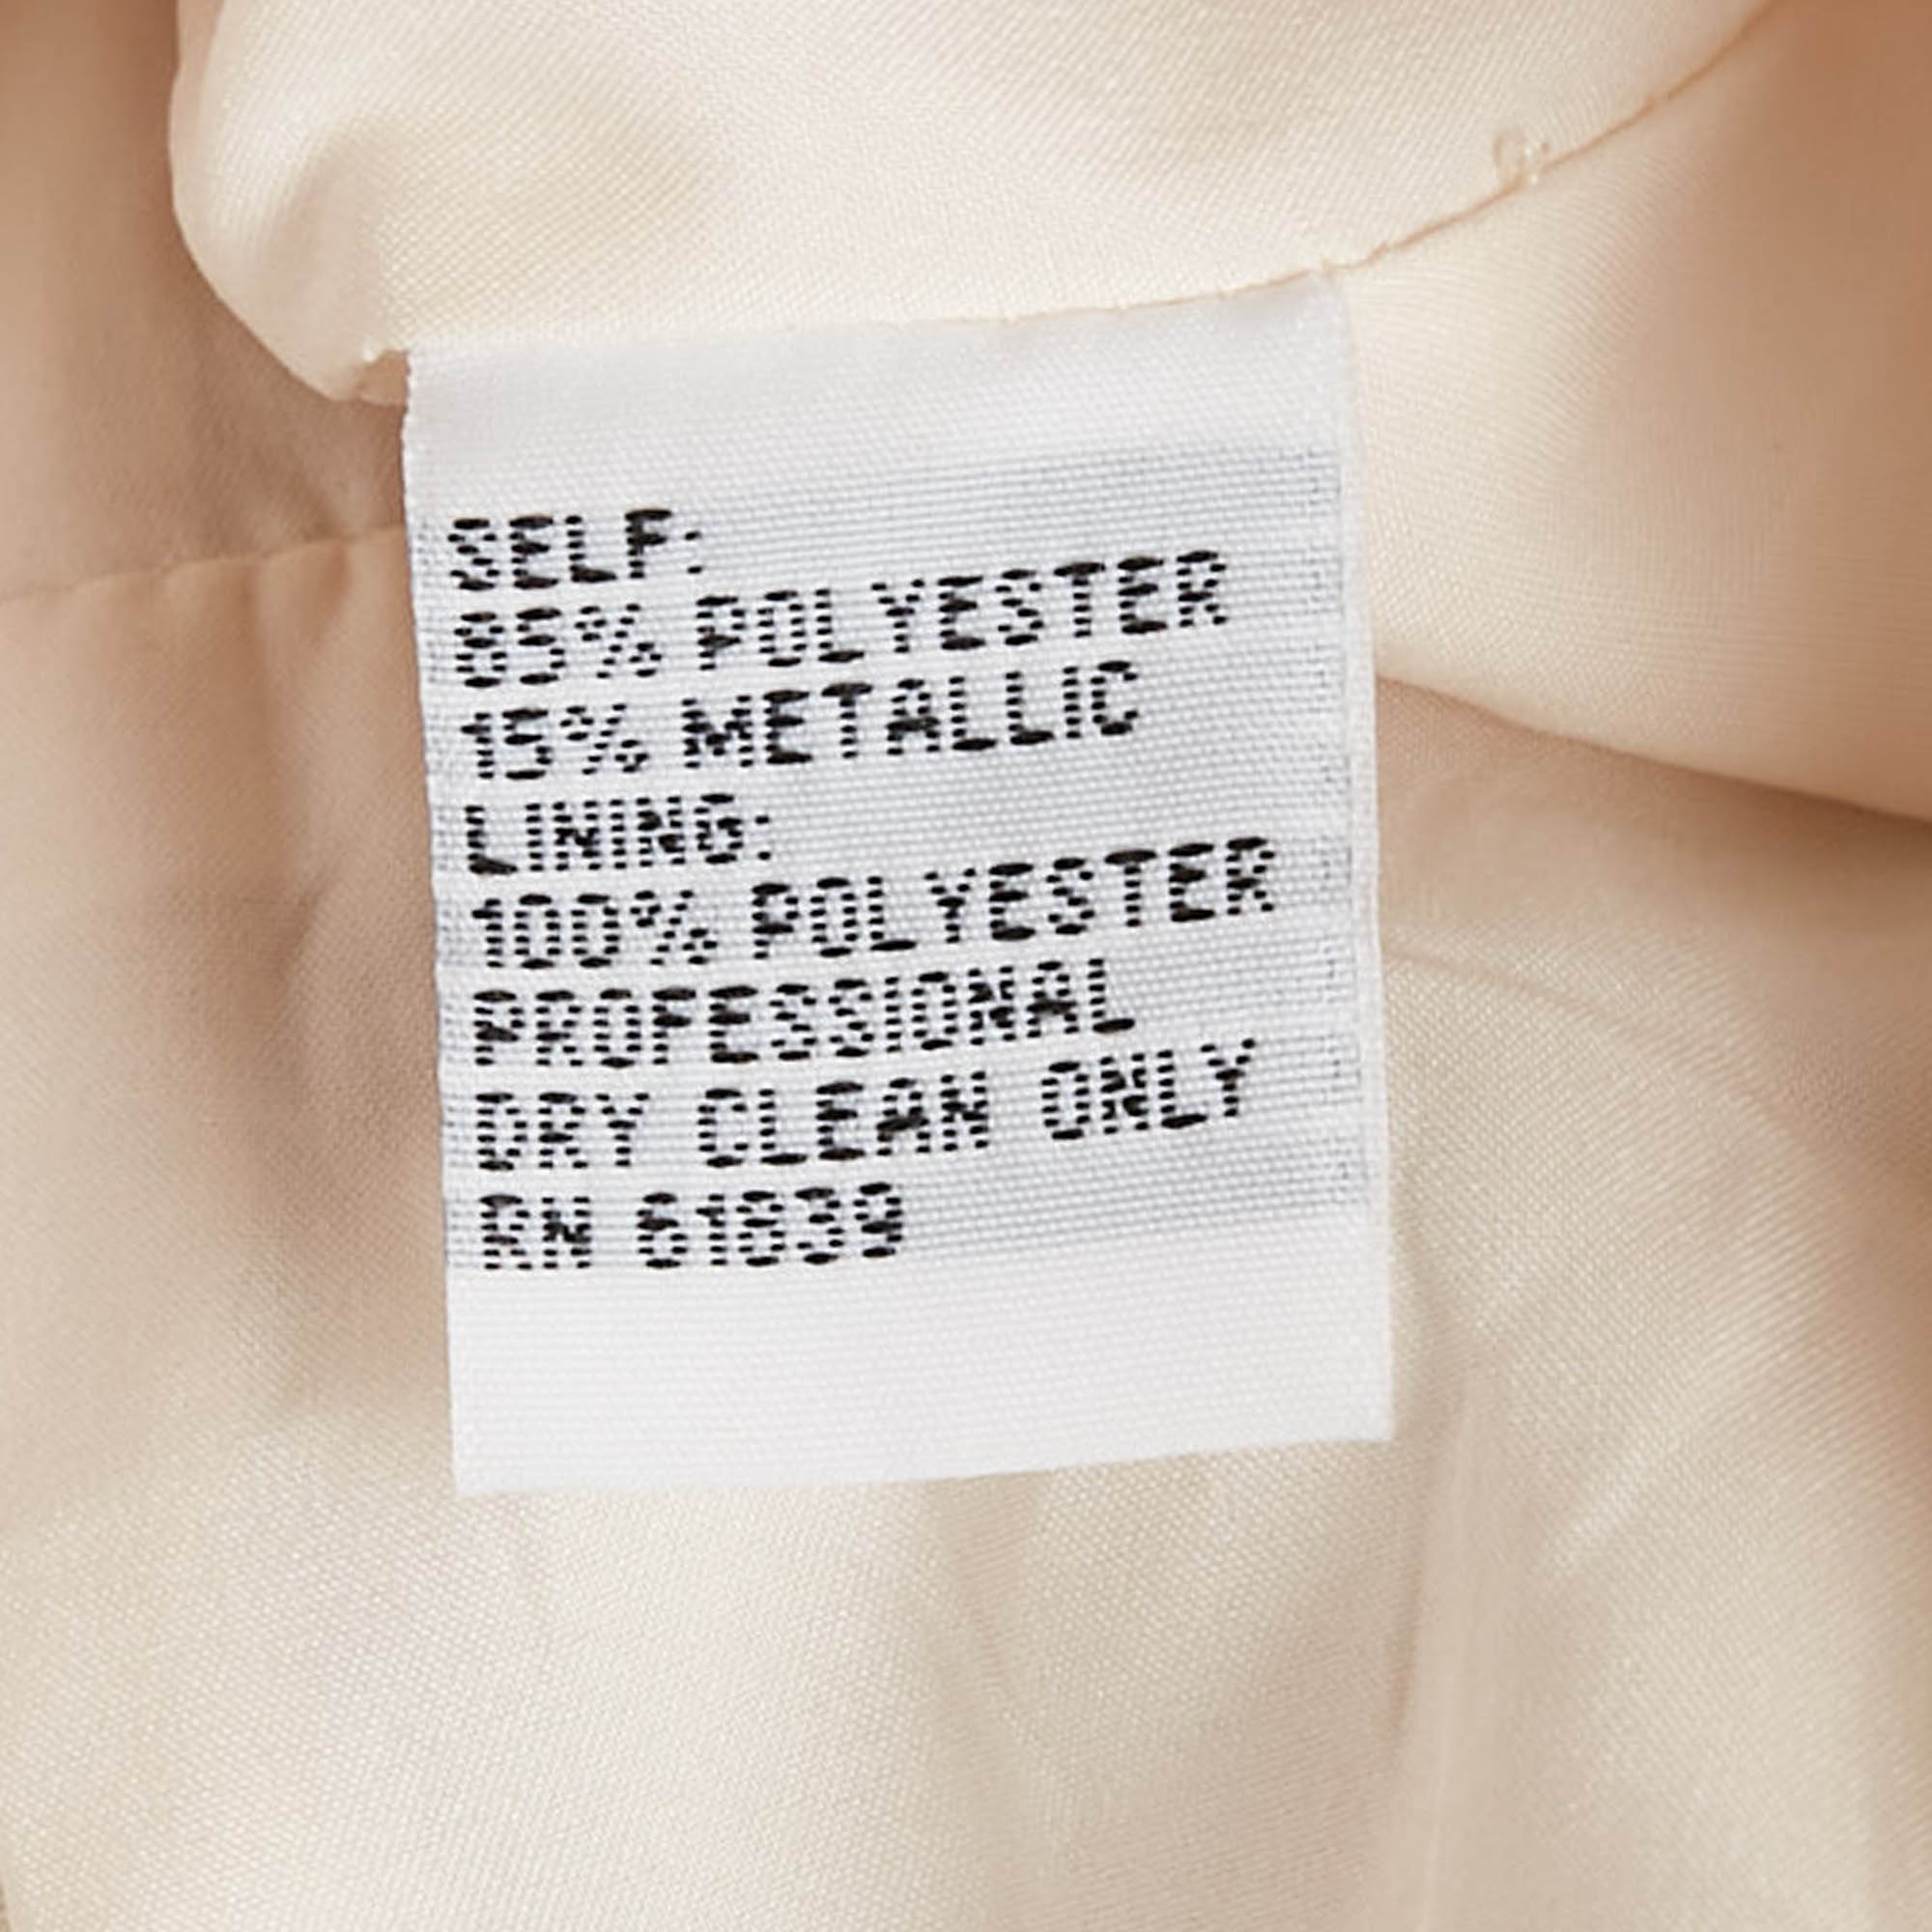 SELF:
85% POLYESTER
15% METALLIC
LINING:
100% POLYESTER
PROFESSIONAL
DRY CLEAN ONLY
RN 61839